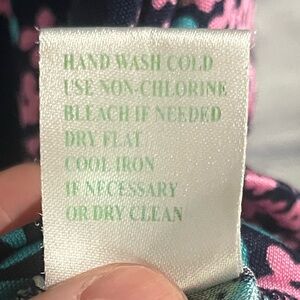 HAND WASH COLD
USE NON-CHLORINE
BLEACH IF NEEDED
DRY FLAT
COOL IRON
IF NECESSARY
OR DRY CLEAN